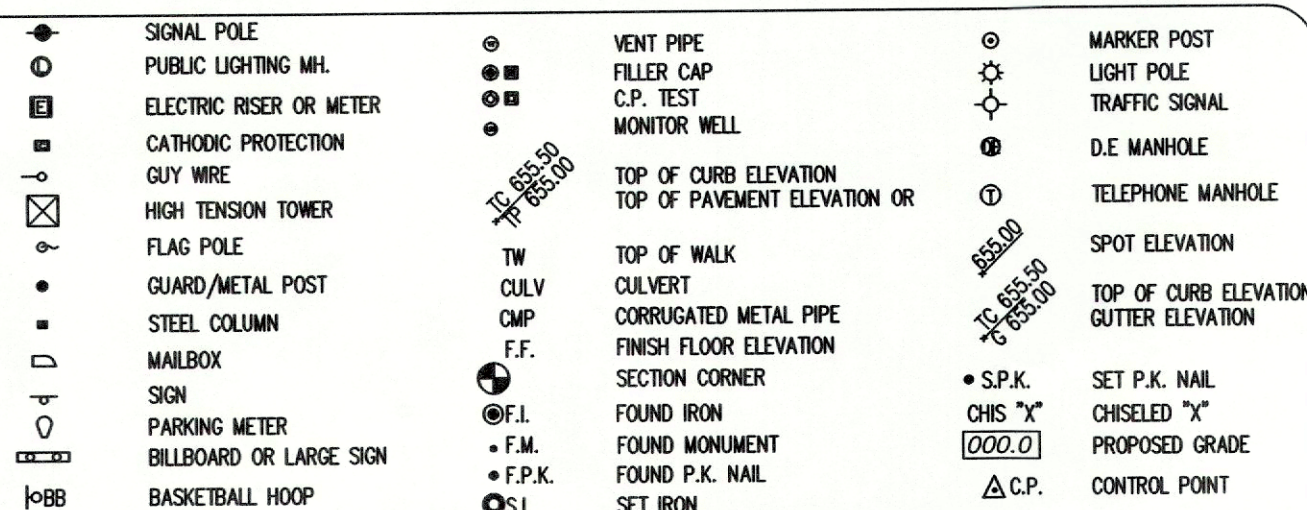 SIGNAL POLE
PUBLIC LIGHTING MH.
E ELECTRIC RISER OR METER
CATHODIC PROTECTION
GUY WIRE
HIGH TENSION TOWER
FLAG POLE
GUARD/METAL POST
STEEL COLUMN
MAILBOX
SIGN
PARKING METER
BILLBOARD OR LARGE SIGN
BB BASKETBALL HOOP
VENT PIPE
FILLER CAP
C.P. TEST
MONITOR WELL
TC 655.50 TOP OF CURB ELEVATION
*TP 655.00 TOP OF PAVEMENT ELEVATION OR
TW TOP OF WALK
CULV CULVERT
CMP CORRUGATED METAL PIPE
F.F. FINISH FLOOR ELEVATION
SECTION CORNER
F.I. FOUND IRON
F.M. FOUND MONUMENT
F.P.K. FOUND P.K. NAIL
S.I. SET IRON
MARKER POST
LIGHT POLE
TRAFFIC SIGNAL
D.E MANHOLE
T TELEPHONE MANHOLE
655.00 SPOT ELEVATION
TC 655.50 TOP OF CURB ELEVATION
*G 655.00 GUTTER ELEVATION
S.P.K. SET P.K. NAIL
CHIS "X" CHISELED "X"
000.0 PROPOSED GRADE
C.P. CONTROL POINT